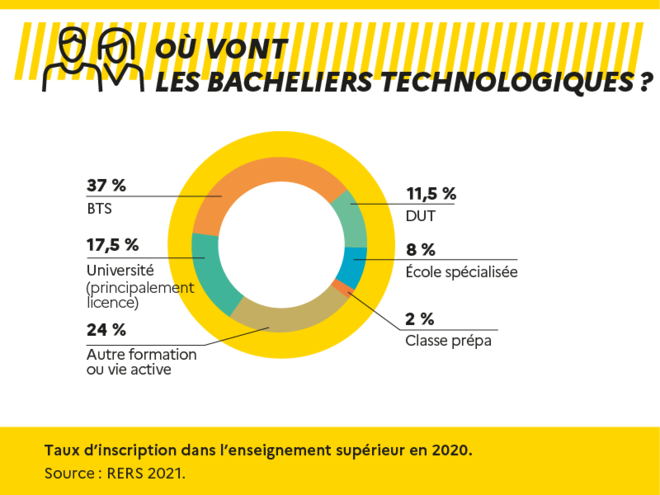 OÙ VONT
LES BACHELIERS TECHNOLOGIQUES ?
37 %
BTS
17,5 %
Université
(principalement
licence)
24 %
Autre formation
ou vie active
11,5 %
DUT
8 %
École spécialisée
2 %
Classe prépa
Taux d’inscription dans l’enseignement supérieur en 2020.
Source : RERS 2021.